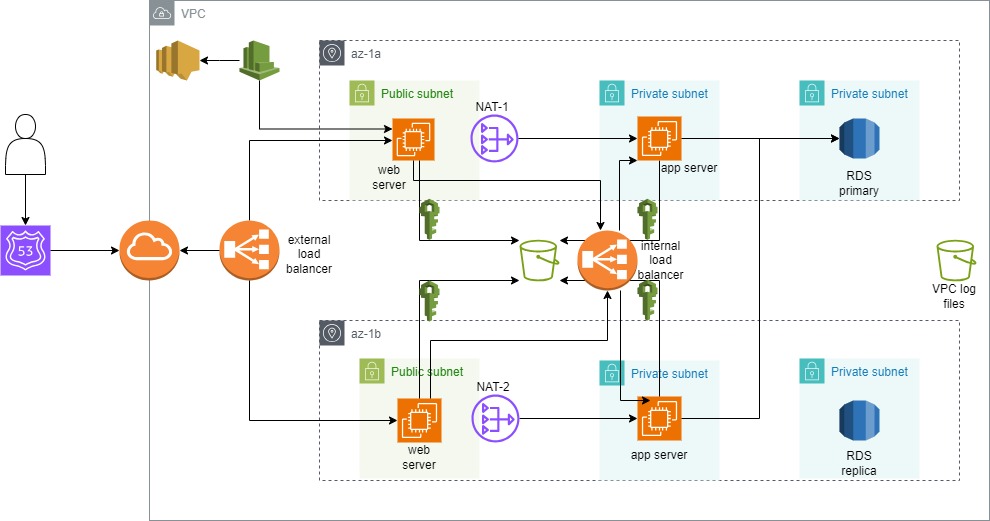 VPC
az-1a
Public subnet
NAT-1
Private subnet
Private subnet
web
server
app server
RDS
primary
53
external
load
balancer
internal
load
balancer
VPC log
files
az-1b
Public subnet
NAT-2
Private subnet
Private subnet
web
server
app server
RDS
replica